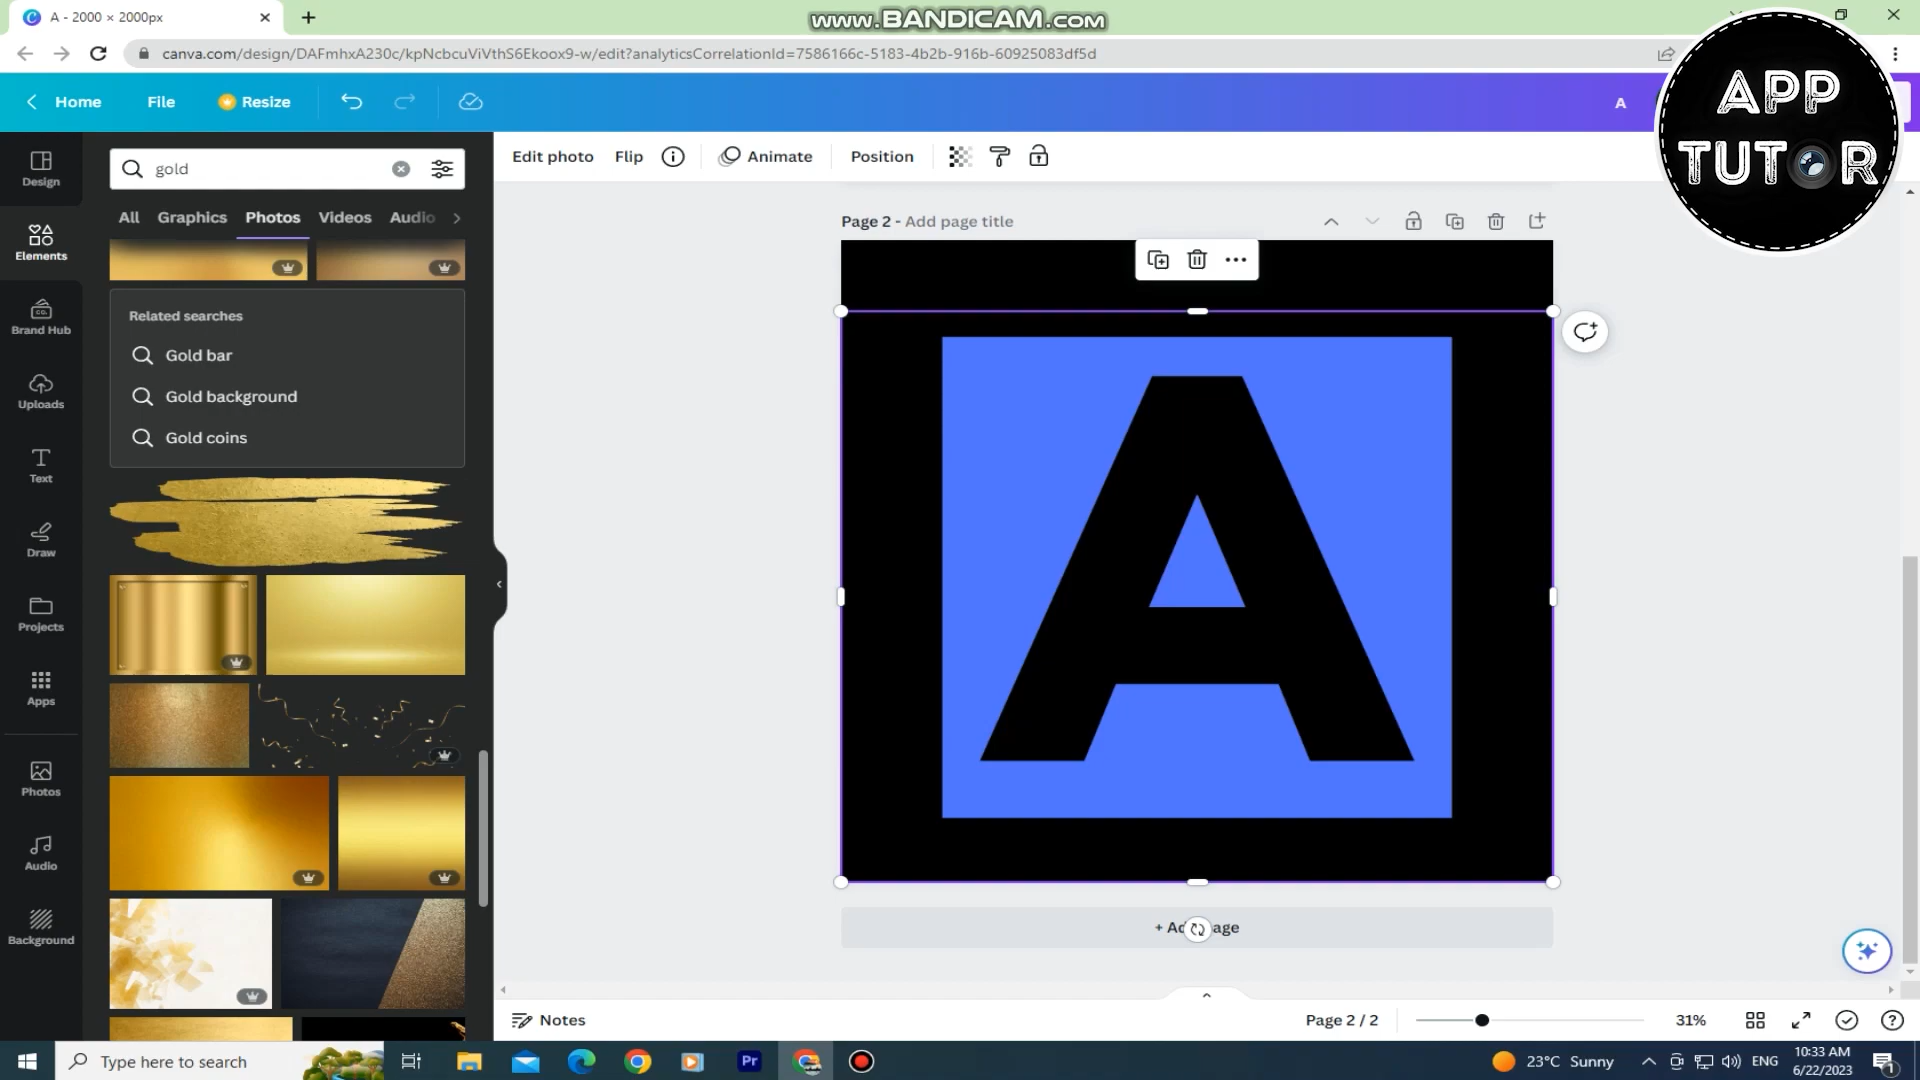 A - 2000 × 2000px
www.BANDICAM.com
canva.com/design/DAFmhxA230c/kpNcbcuViVthS6Ekoox9-w/edit?analyticsCorrelationId=7586166c-5183-4b2b-916b-60925083df5d
Home
File
Resize
A
APP
TUTOR
Design
Elements
Brand Hub
Uploads
Text
Draw
Projects
Apps
Photos
Audio
Background
gold
All Graphics Photos Videos Audio
Related searches
Gold bar
Gold background
Gold coins
Edit photo Flip Animate Position
Page 2 - Add page title
A
Notes
Page 2 / 2
31%
Type here to search
Pr
23°C Sunny
ENG
10:33 AM
6/22/2023
1